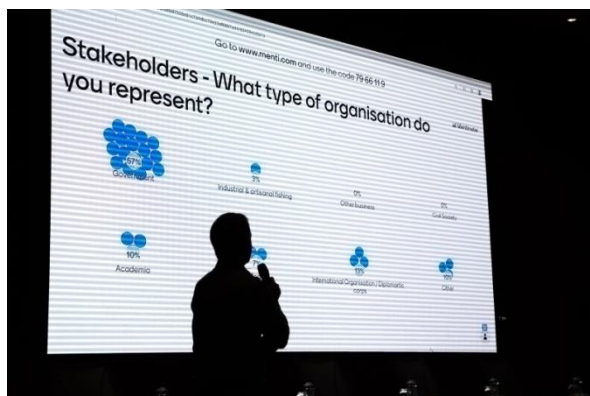 Go to www.menti.com and use the code 79 66 11 9
Stakeholders - What type of organisation do
you represent?
Mentimeter
57%
Government
3%
Industrial & artisanal fishing
0%
Other business
0%
Civil Society
10%
Academia
7%
13%
International Organisation / Diplomatic
corps
10%
Other